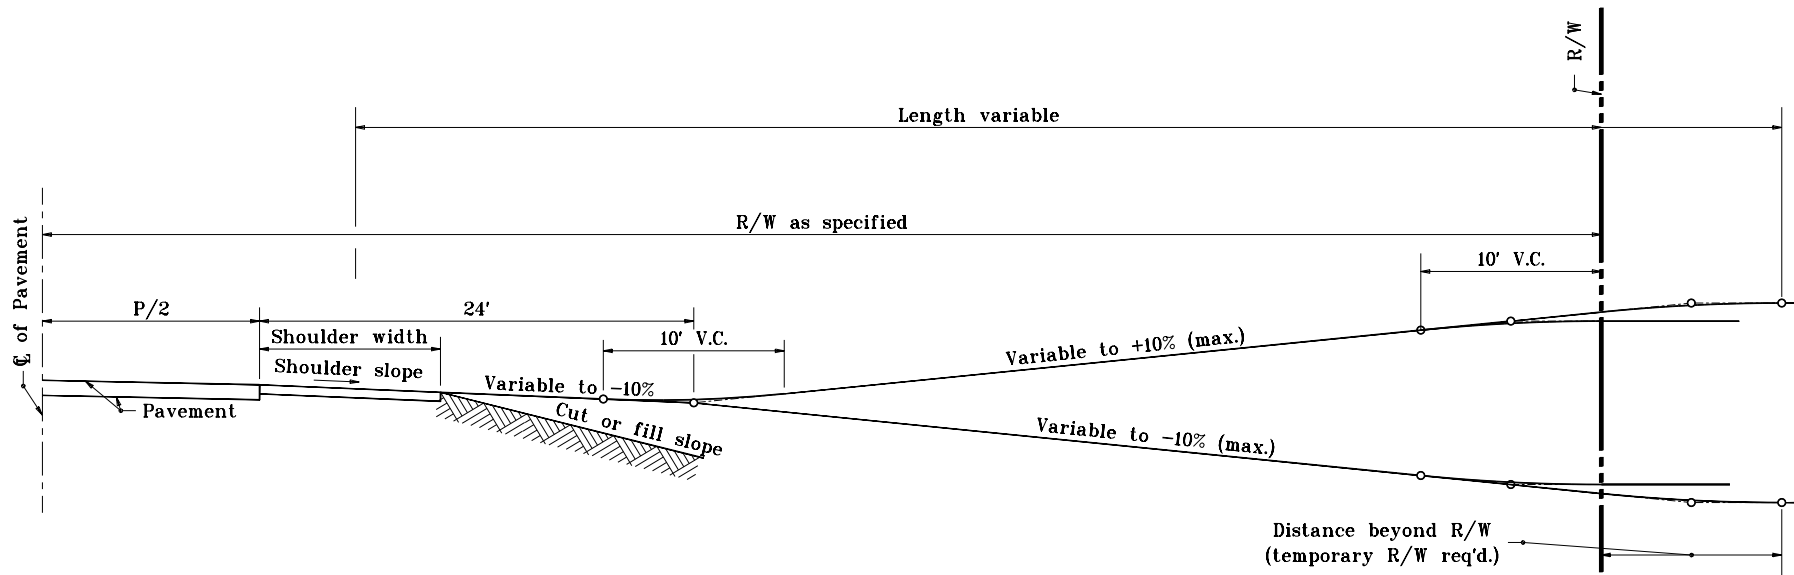 R/W
Length variable
R/W as specified
10' V.C.
℄ of Pavement
P/2
24'
Shoulder width
10' V.C.
Shoulder slope
Variable to +10% (max.)
Variable to -10%
Pavement
Cut or fill slope
Variable to -10% (max.)
Distance beyond R/W
(temporary R/W req'd.)